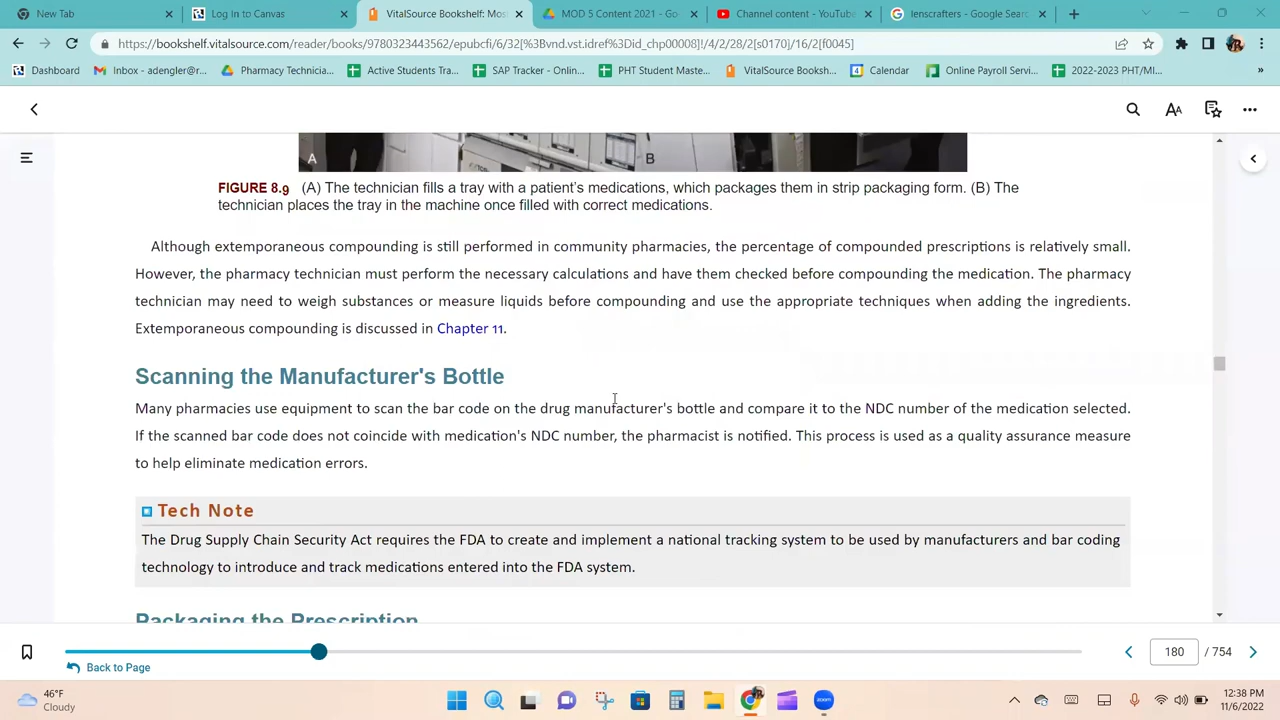 New Tab
Log in to Canvas
VitalSource Bookshelf: Mos
MOD 5 Content 2021 - Go
Channel content - YouTube
lenscrafters - Google Sear
https://bookshelf.vitalsource.com/reader/books/9780323443562/epubcfi/6/32[%3Bvnd.vst.idref%3Did_chp00008]!/4/2/28/2[s0170]/16/2[f0045]
Dashboard
Inbox - adengler@r...
Pharmacy Technicia...
Active Students Tra...
SAP Tracker - Onlin...
PHT Student Maste...
VitalSource Booksh...
Calendar
Online Payroll Servi...
2022-2023 PHT/MI...
A
B
FIGURE 8.9 (A) The technician fills a tray with a patient's medications, which packages them in strip packaging form. (B) The
technician places the tray in the machine once filled with correct medications.
Although extemporaneous compounding is still performed in community pharmacies, the percentage of compounded prescriptions is relatively small.
However, the pharmacy technician must perform the necessary calculations and have them checked before compounding the medication. The pharmacy
technician may need to weigh substances or measure liquids before compounding and use the appropriate techniques when adding the ingredients.
Extemporaneous compounding is discussed in Chapter 11.
Scanning the Manufacturer's Bottle
Many pharmacies use equipment to scan the bar code on the drug manufacturer's bottle and compare it to the NDC number of the medication selected.
If the scanned bar code does not coincide with medication's NDC number, the pharmacist is notified. This process is used as a quality assurance measure
to help eliminate medication errors.
Tech Note
The Drug Supply Chain Security Act requires the FDA to create and implement a national tracking system to be used by manufacturers and bar coding
technology to introduce and track medications entered into the FDA system.
Packaging the Prescription
Back to Page
180 / 754
46°F
Cloudy
zoom
12:38 PM
11/6/2022